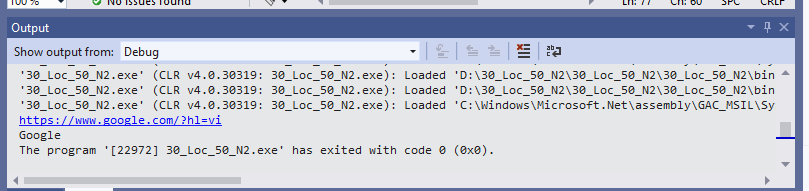 100 %
No issues found
Ln: 77 Ch: 60 SPC CRLF
Output
Show output from: Debug
'30_Loc_50_N2.exe' (CLR v4.0.30319: 30_Loc_50_N2.exe): Loaded 'D:\30_Loc_50_N2\30_Loc_50_N2\30_Loc_50_N2\bin
'30_Loc_50_N2.exe' (CLR v4.0.30319: 30_Loc_50_N2.exe): Loaded 'D:\30_Loc_50_N2\30_Loc_50_N2\30_Loc_50_N2\bin
'30_Loc_50_N2.exe' (CLR v4.0.30319: 30_Loc_50_N2.exe): Loaded 'C:\Windows\Microsoft.Net\assembly\GAC_MSIL\Sy
https://www.google.com/?hl=vi
Google
The program '[22972] 30_Loc_50_N2.exe' has exited with code 0 (0x0).